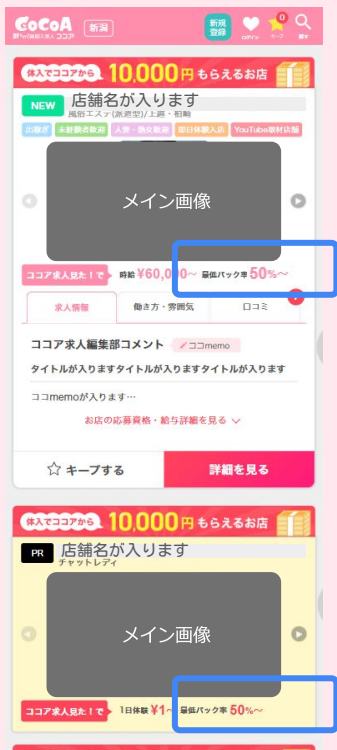 CoCoA
新潟
新規
登録
ログイン
キープ
探す
体入でココアから 10,000円 もらえるお店
NEW 店舗名が入ります
風俗エステ(派遣型)/上越・柏崎
出稼ぎ 未経験者歓迎 人妻・熟女歓迎 即日体験入店 YouTube取材店舗
メイン画像
ココア求人見た!で 時給 ¥60,000~ 最低バック率 50%~
求人情報 働き方・雰囲気 口コミ
ココア求人編集部コメント ココmemo
タイトルが入りますタイトルが入りますタイトルが入ります
ココmemoが入ります…
お店の応募資格・給与詳細を見る
キープする 詳細を見る
体入でココアから 10,000円 もらえるお店
PR 店舗名が入ります
チャットレディ
メイン画像
ココア求人見た!で 1日体験 ¥1~ 最低バック率 50%~